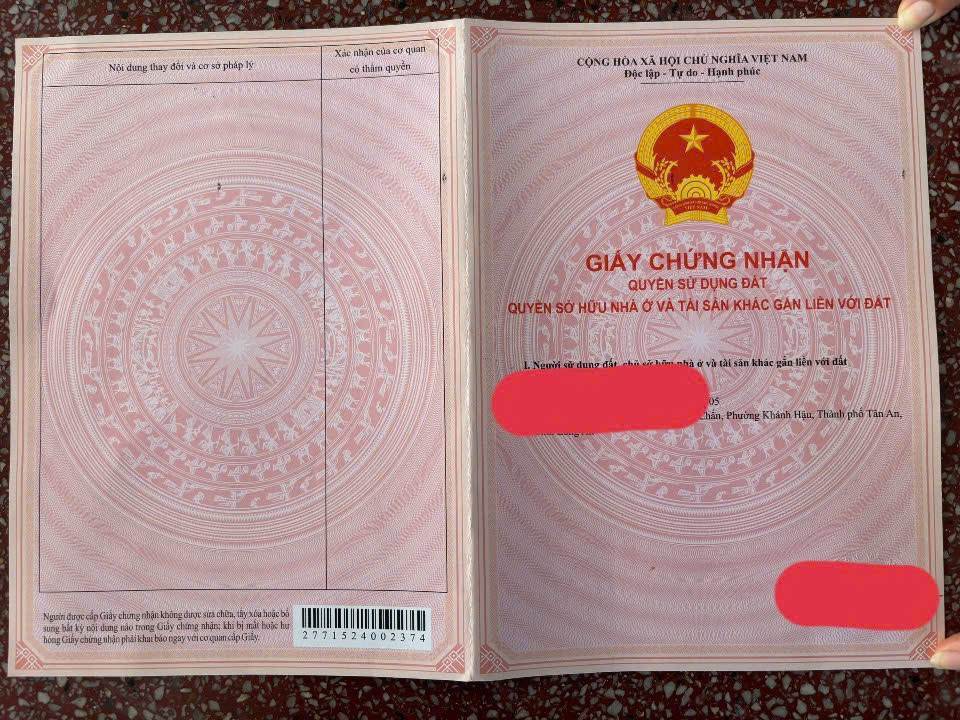 Nội dung thay đổi và cơ sở pháp lý
Xác nhận của cơ quan
có thẩm quyền
Người được cấp Giấy chứng nhận không được sửa chữa, tẩy xóa hoặc bổ
sung bất kỳ nội dung nào trong Giấy chứng nhận; khi bị mất hoặc hư
hỏng Giấy chứng nhận phải khai báo ngay với cơ quan cấp Giấy.
2771524002374
CỘNG HÒA XÃ HỘI CHỦ NGHĨA VIỆT NAM
Độc lập - Tự do - Hạnh phúc
VIỆT NAM
GIẤY CHỨNG NHẬN
QUYỀN SỬ DỤNG ĐẤT
QUYỀN SỞ HỮU NHÀ Ở VÀ TÀI SẢN KHÁC GẮN LIỀN VỚI ĐẤT
I. Người sử dụng đất, chủ sở hữu nhà ở và tài sản khác gắn liền với đất
05
Phường Khánh Hậu, Thành phố Tân An,